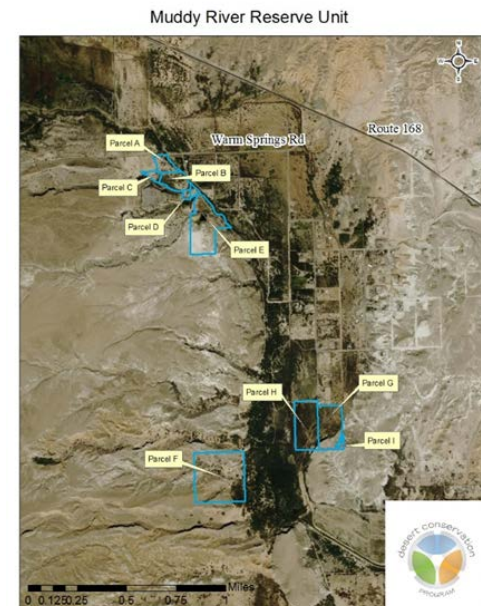 Muddy River Reserve Unit
N
Warm Springs Rd
Route 168
Parcel A
Parcel B
Parcel C
Parcel D
Parcel E
Parcel G
Parcel H
Parcel I
Parcel F
Miles
0 0.125 0.25 0.5 0.75
desert conservation
PROGRAM